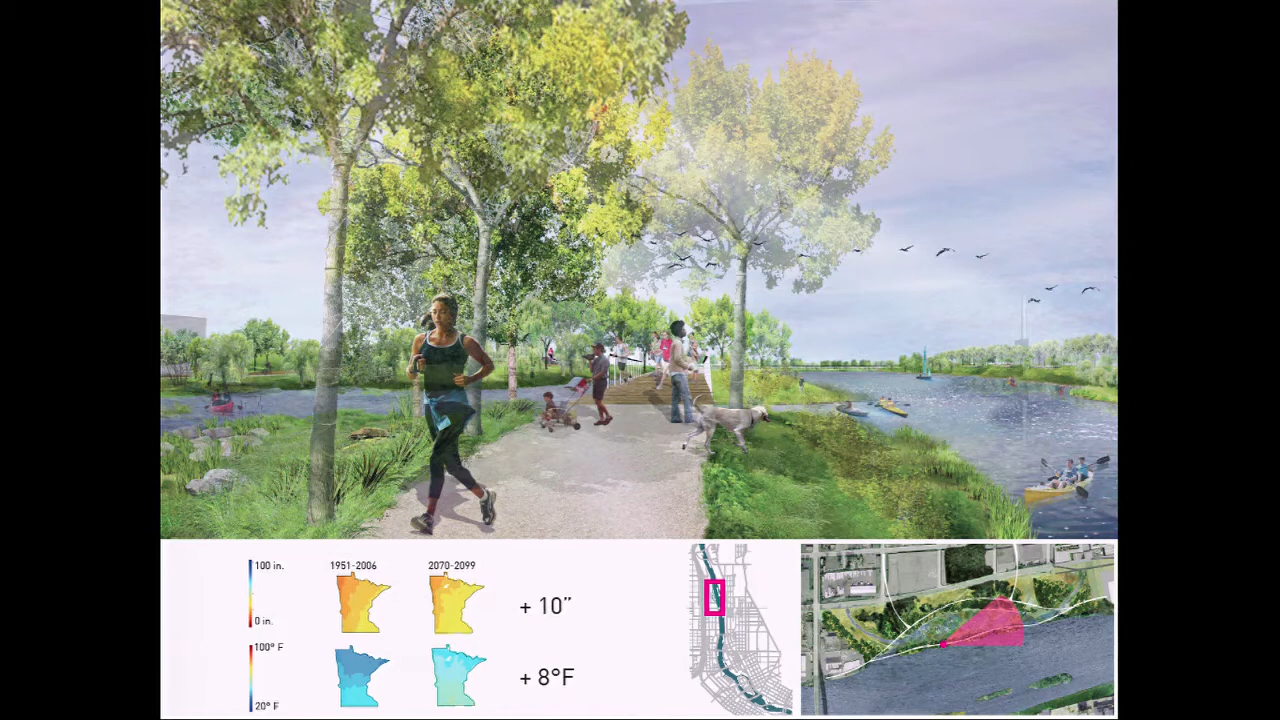 100 in.
0 in.
1951-2006
2070-2099
+ 10”
100° F
20° F
+ 8°F